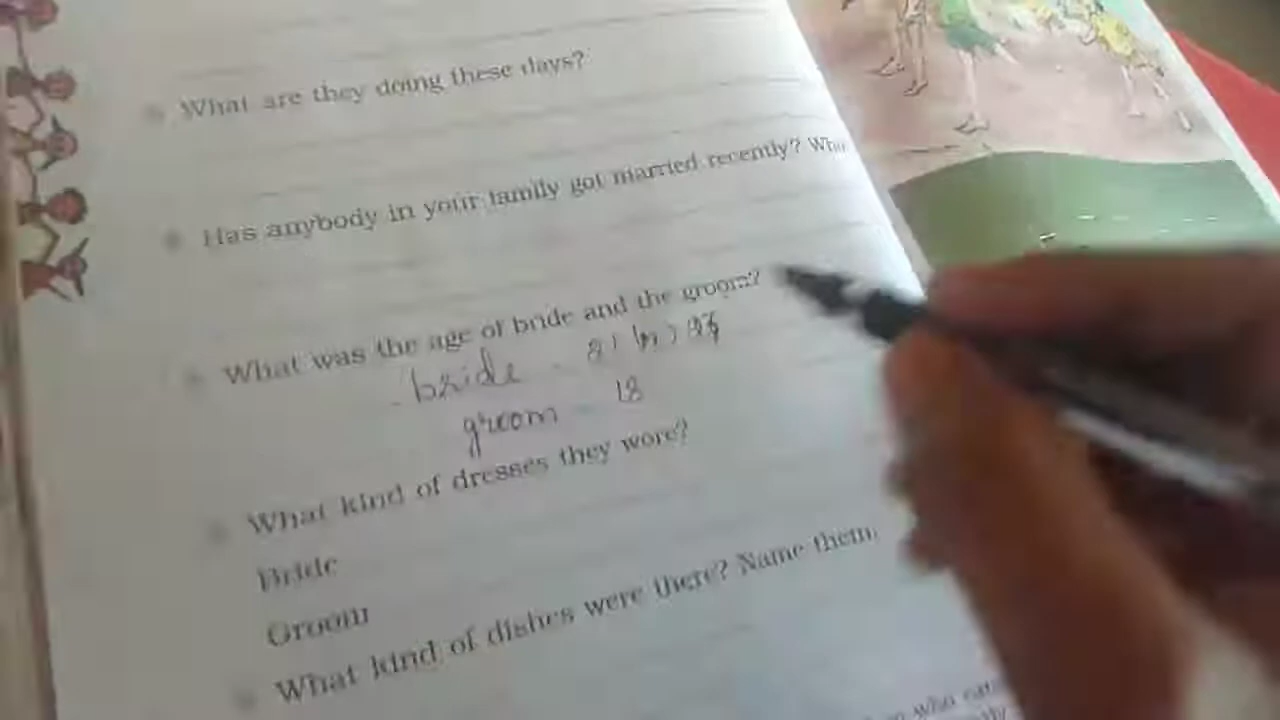 What are they doing these days?
Has anybody in your family got married recently? Who
What was the age of bride and the groom?
bride -
groom - 18
What kind of dresses they wore?
Bride
Groom
What kind of dishes were there? Name them.
who